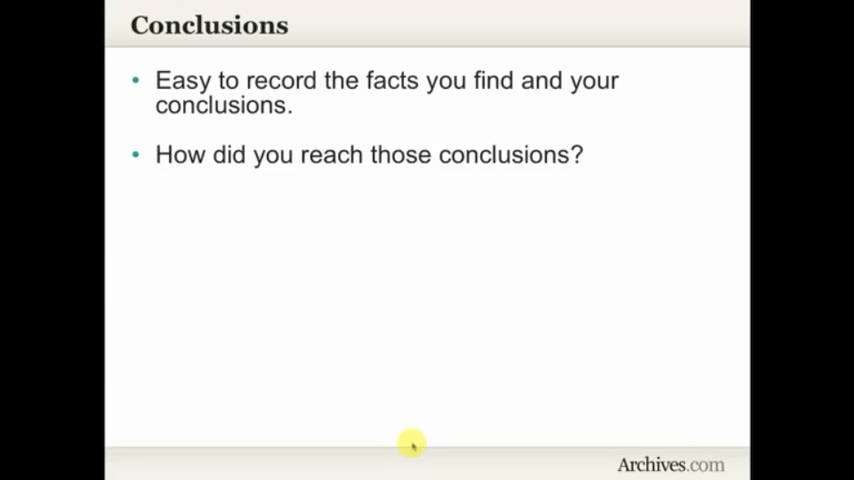 Conclusions
• Easy to record the facts you find and your
conclusions.
• How did you reach those conclusions?
Archives.com